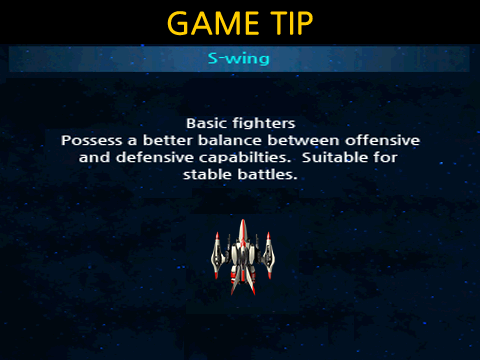 GAME TIP
S-wing
Basic fighters
Possess a better balance between offensive
and defensive capabilties.  Suitable for
stable battles.